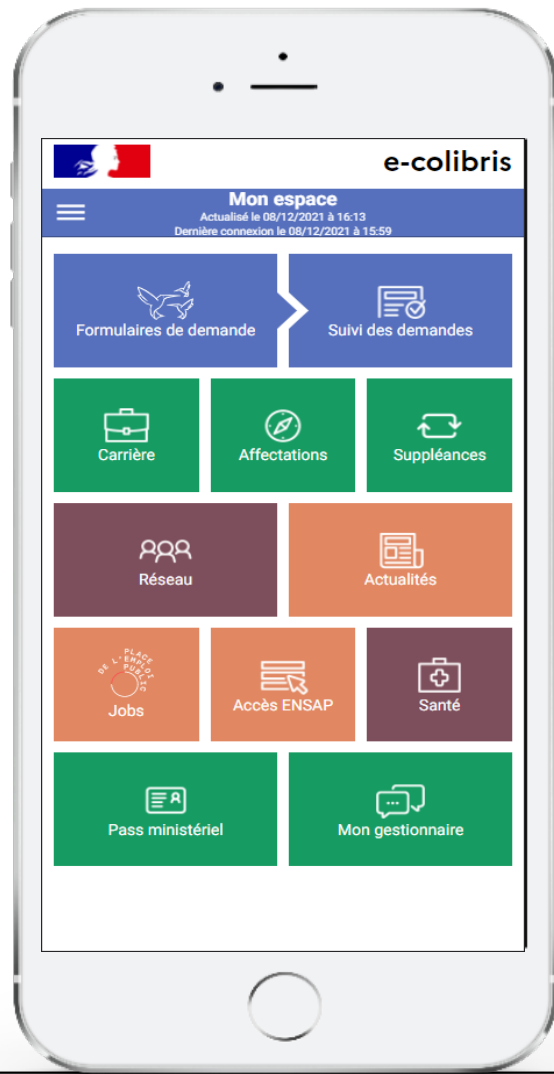 e-colibris
Mon espace
Actualisé le 08/12/2021 à 16:13
Dernière connexion le 08/12/2021 à 15:59
Formulaires de demande
Suivi des demandes
Carrière
Affectations
Suppléances
Réseau
Actualités
PLACE
DE L'EMPLOI
PUBLIC
Jobs
Accès ENSAP
Santé
Pass ministériel
Mon gestionnaire